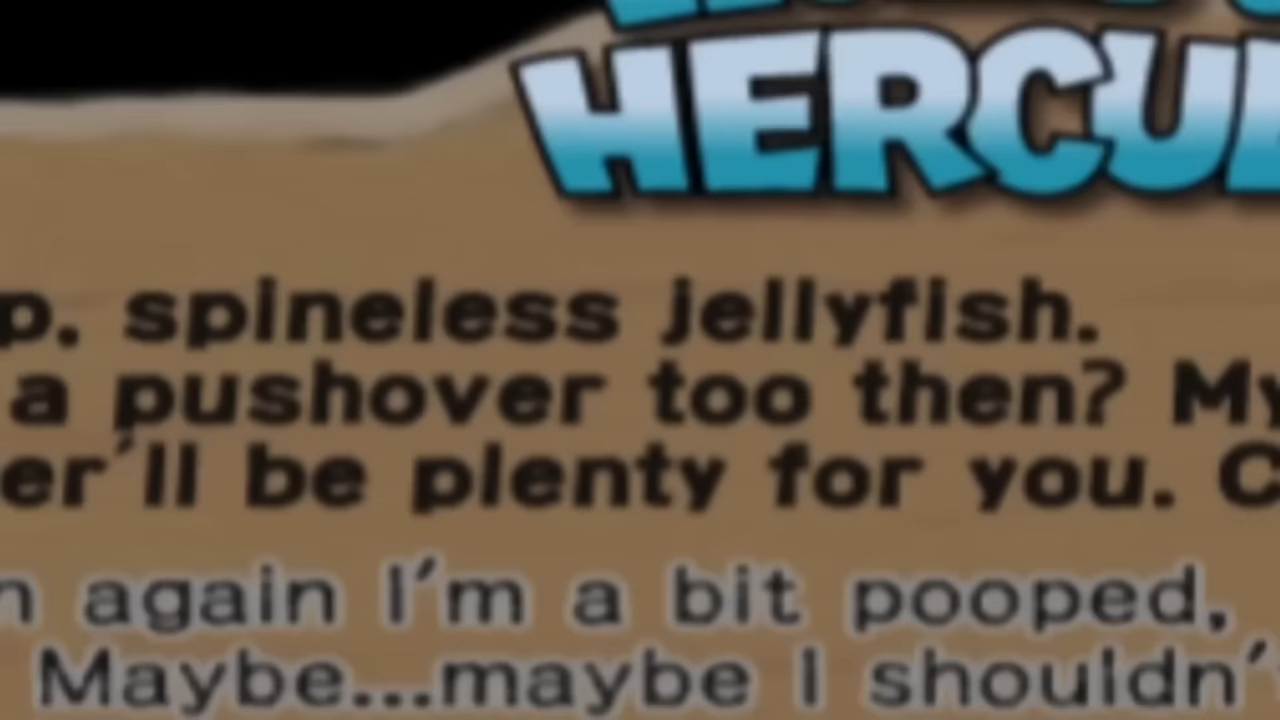 HERCU
p, spineless jellyfish.
a pushover too then? My
er'll be plenty for you. C
n again I'm a bit pooped,
Maybe...maybe I shouldn'